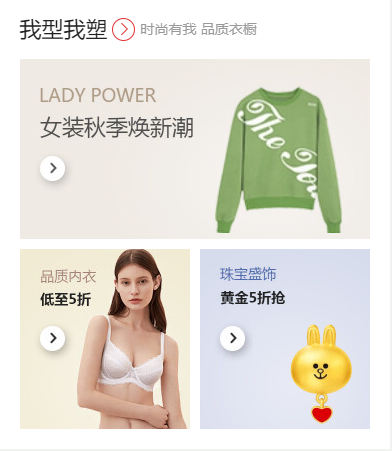 我型我塑
时尚有我 品质衣橱
LADY POWER
女装秋季焕新潮
The
品质内衣
低至5折
珠宝盛饰
黄金5折抢